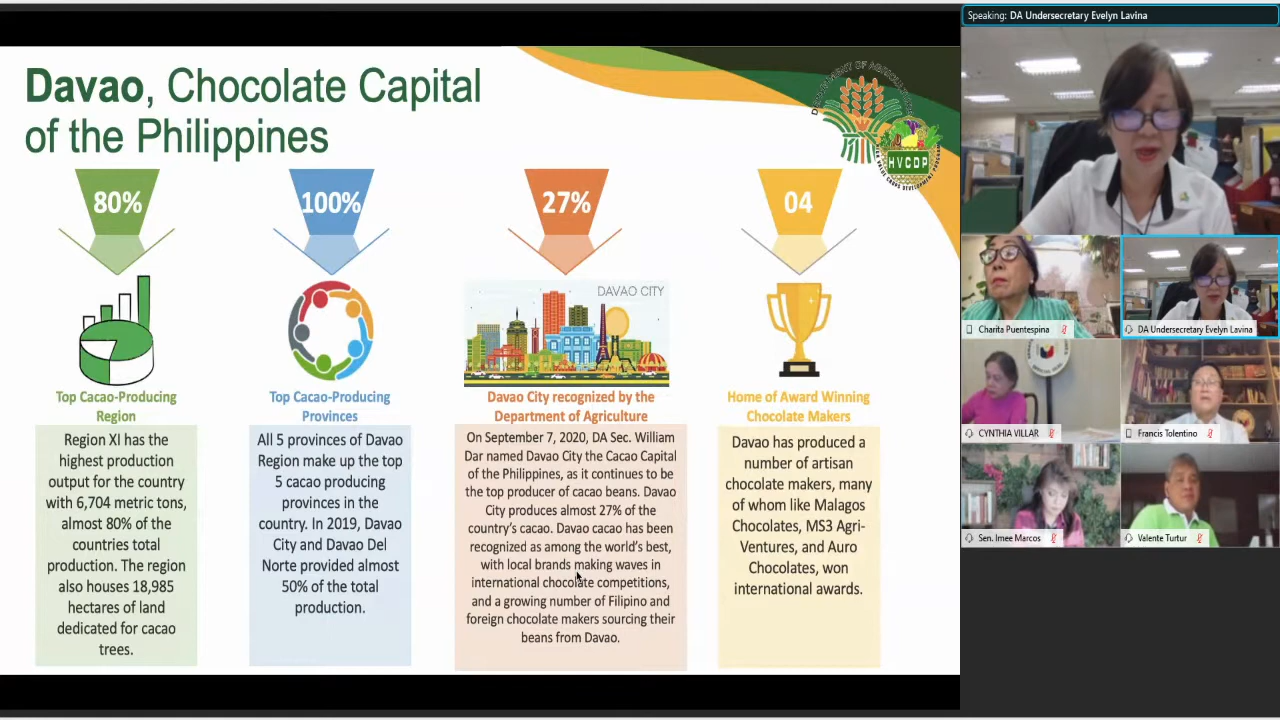 Speaking: DA Undersecretary Evelyn Lavina
Davao, Chocolate Capital
of the Philippines
DEPARTMENT OF AGRICULTURE
HVCDP
80%
100%
27%
04
DAVAO CITY
Top Cacao-Producing
Region
Region XI has the
highest production
output for the country
with 6,704 metric tons,
almost 80% of the
countries total
production. The region
also houses 18,985
hectares of land
dedicated for cacao
trees.
Top Cacao-Producing
Provinces
All 5 provinces of Davao
Region make up the top
5 cacao producing
provinces in the
country. In 2019, Davao
City and Davao Del
Norte provided almost
50% of the total
production.
Davao City recognized by the
Department of Agriculture
On September 7, 2020, DA Sec. William
Dar named Davao City the Cacao Capital
of the Philippines, as it continues to be
the top producer of cacao beans. Davao
City produces almost 27% of the
country's cacao. Davao cacao has been
recognized as among the world's best,
with local brands making waves in
international chocolate competitions,
and a growing number of Filipino and
foreign chocolate makers sourcing their
beans from Davao.
Home of Award Winning
Chocolate Makers
Davao has produced a
number of artisan
chocolate makers, many
of whom like Malagos
Chocolates, MS3 Agri-
Ventures, and Auro
Chocolates, won
international awards.
Charita Puentespina
DA Undersecretary Evelyn Lavina
CYNTHIA VILLAR
Francis Tolentino
Sen. Imee Marcos
Valente Turtur